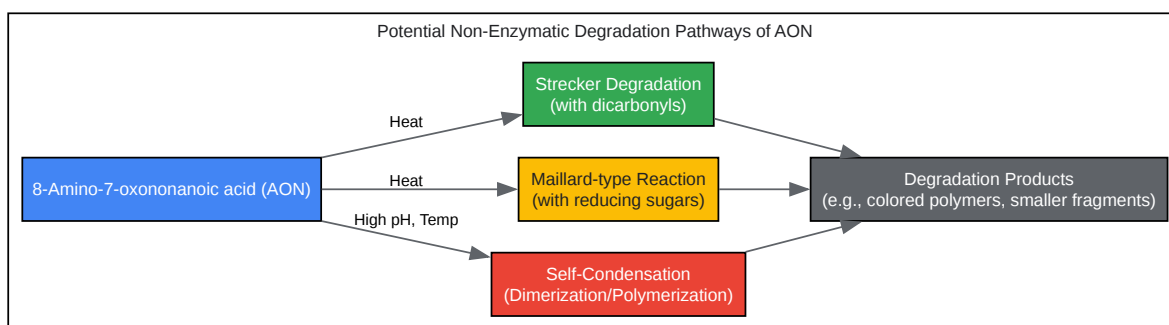 Potential Non-Enzymatic Degradation Pathways of AON
Strecker Degradation
(with dicarbonyls)
Heat
8-Amino-7-oxononanoic acid (AON)
Heat
Maillard-type Reaction
(with reducing sugars)
Degradation Products
(e.g., colored polymers, smaller fragments)
High pH, Temp
Self-Condensation
(Dimerization/Polymerization)